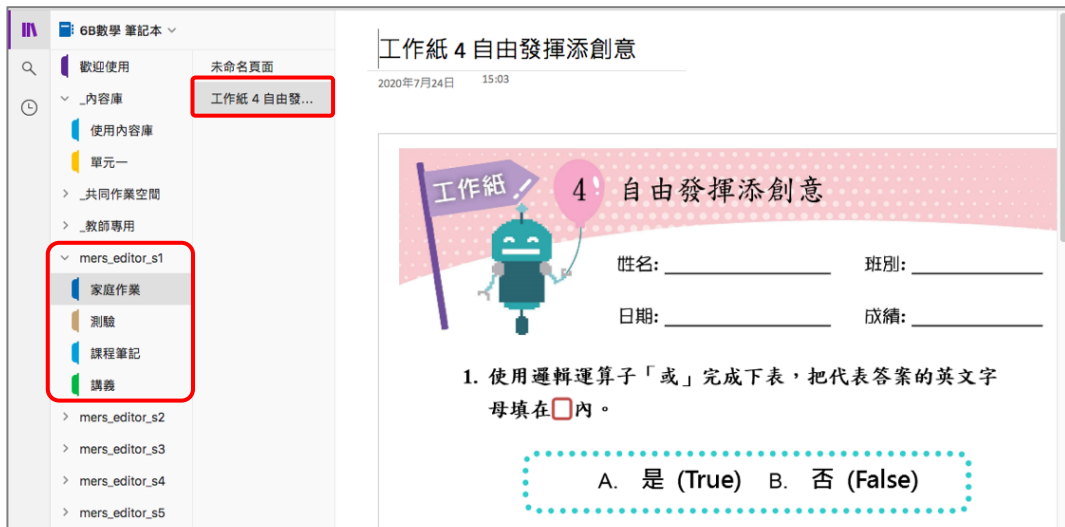 6B數學 筆記本
歡迎使用
_內容庫
使用內容庫
單元一
_共同作業空間
_教師專用
mers_editor_s1
家庭作業
測驗
課程筆記
講義
mers_editor_s2
mers_editor_s3
mers_editor_s4
mers_editor_s5
未命名頁面
工作紙 4 自由發...
工作紙 4 自由發揮添創意
2020年7月24日 15:03
工作紙 4 自由發揮添創意
姓名: 班別:
日期: 成績:
1. 使用邏輯運算子「或」完成下表,把代表答案的英文字
母填在□內。
A. 是 (True) B. 否 (False)